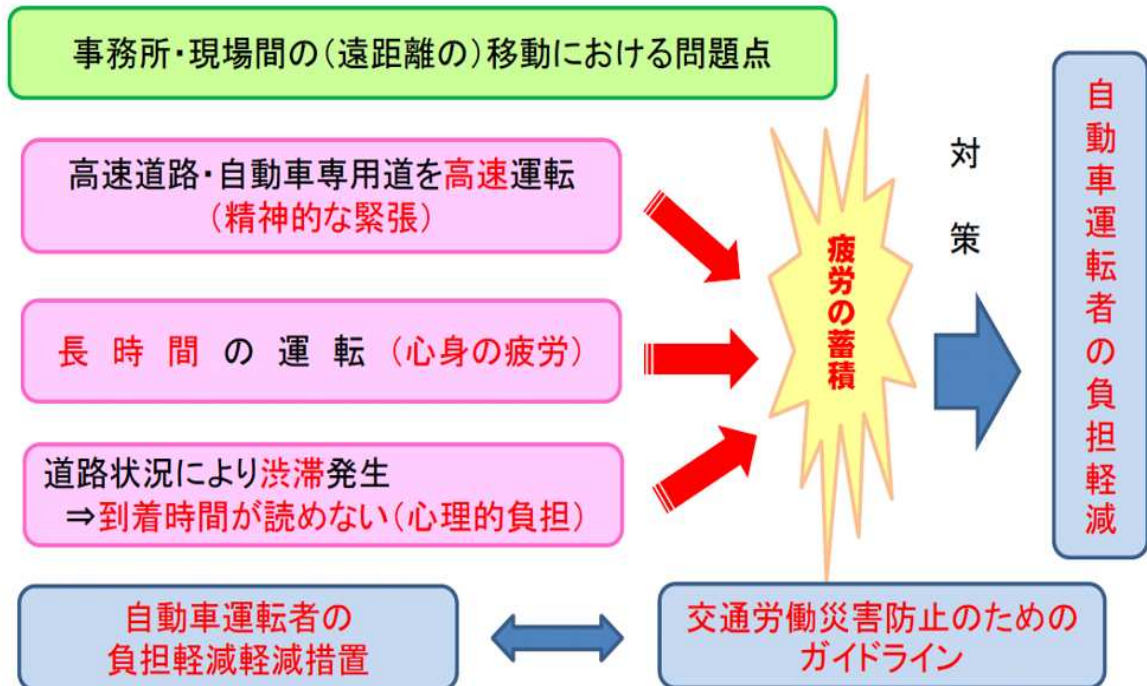 事務所・現場間の(遠距離の)移動における問題点
高速道路・自動車専用道を高速運転
(精神的な緊張)
長時間の運転(心身の疲労)
道路状況により渋滞発生
⇒到着時間が読めない(心理的負担)
疲労の蓄積
対策
自動車運転者の負担軽減
自動車運転者の
負担軽減軽減措置
交通労働災害防止のための
ガイドライン